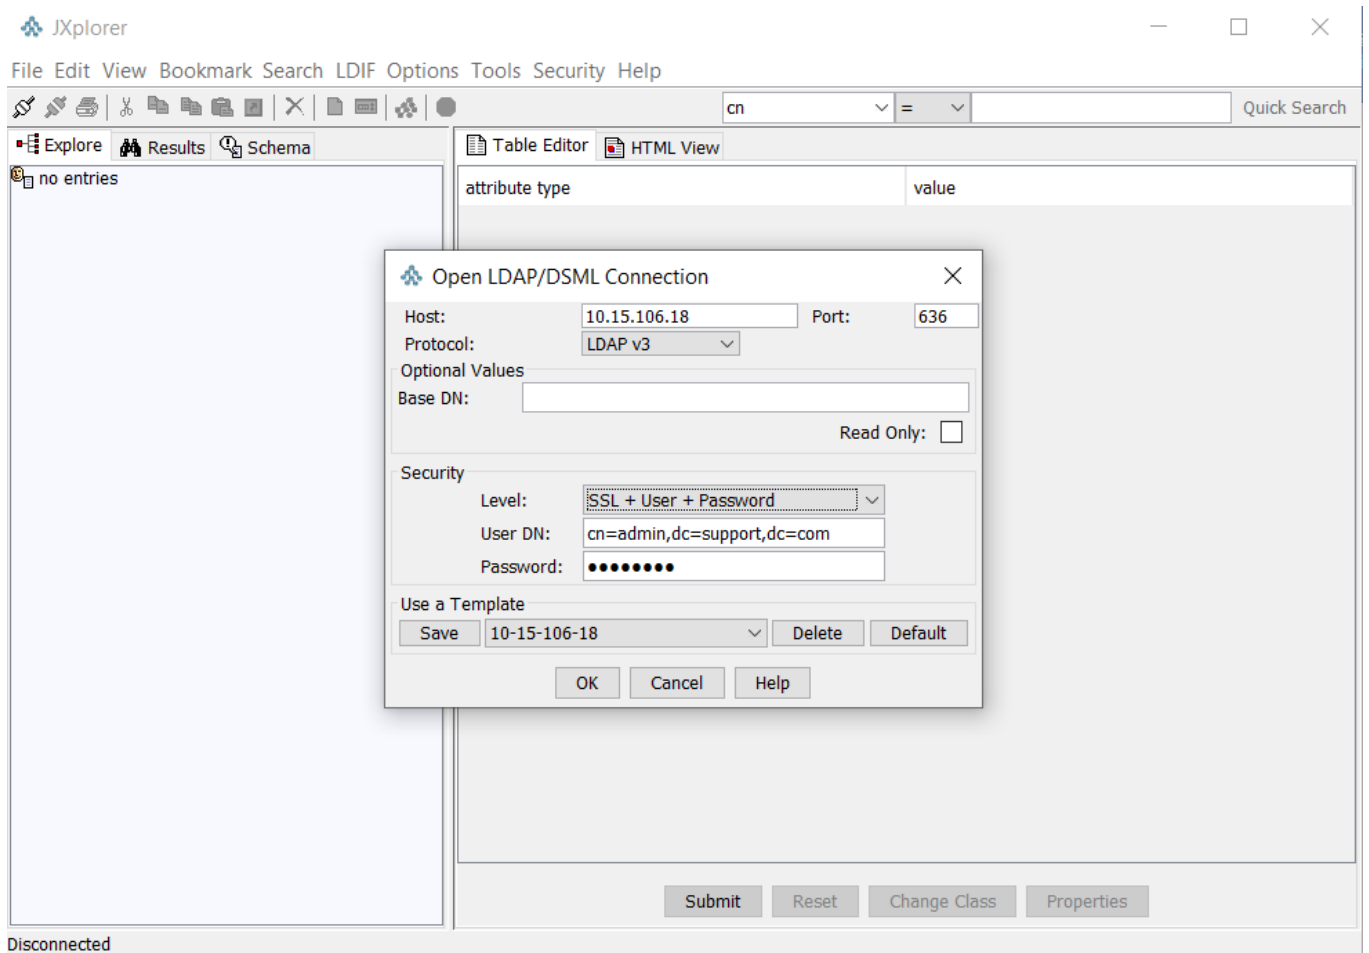 JXplorer
File Edit View Bookmark Search LDIF Options Tools Security Help
cn = Quick Search
Explore Results Schema
Table Editor HTML View
no entries
attribute type value
Open LDAP/DSML Connection
Host: 10.15.106.18 Port: 636
Protocol: LDAP v3
Optional Values
Base DN:
Read Only:
Security
Level: SSL + User + Password
User DN: cn=admin,dc=support,dc=com
Password: ●●●●●●●●
Use a Template
Save 10-15-106-18 Delete Default
OK Cancel Help
Submit Reset Change Class Properties
Disconnected